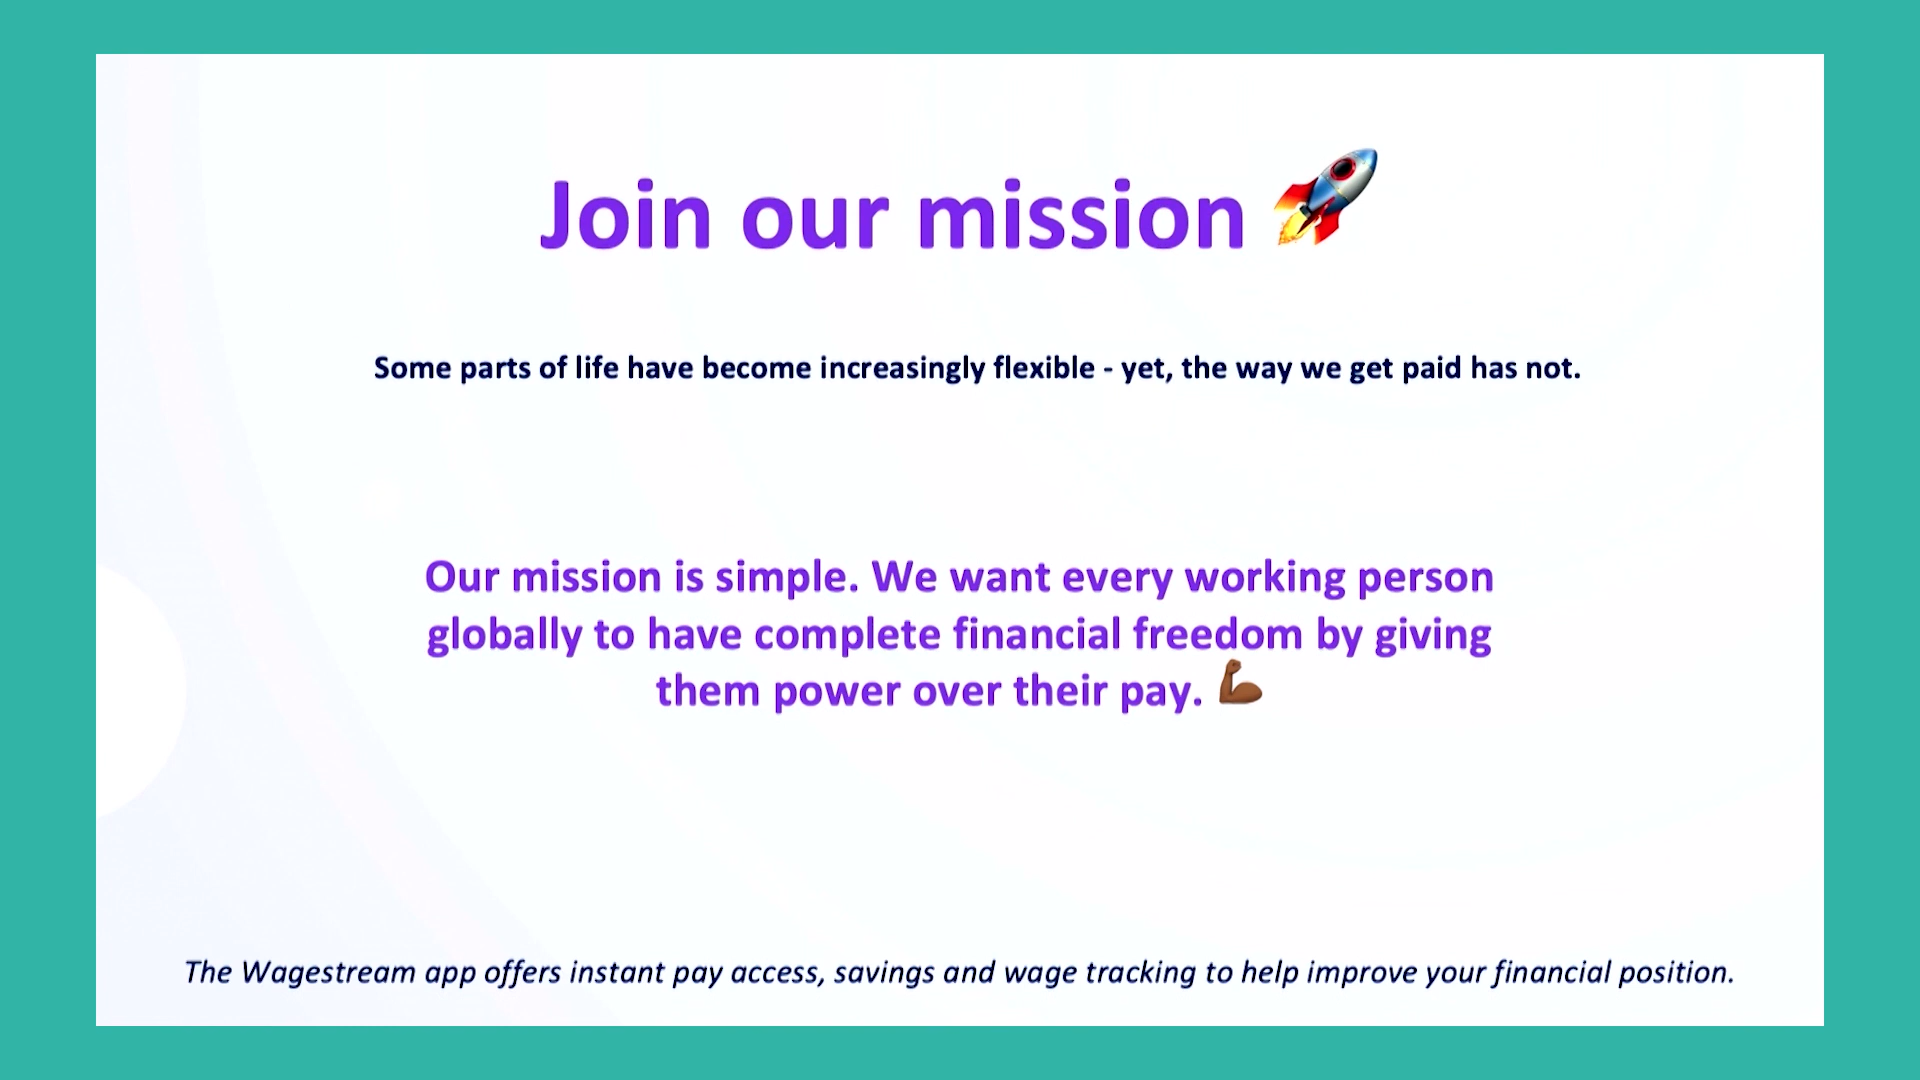 Join our mission 🚀
Some parts of life have become increasingly flexible - yet, the way we get paid has not.
Our mission is simple. We want every working person
globally to have complete financial freedom by giving
them power over their pay. 💪🏾
The Wagestream app offers instant pay access, savings and wage tracking to help improve your financial position.